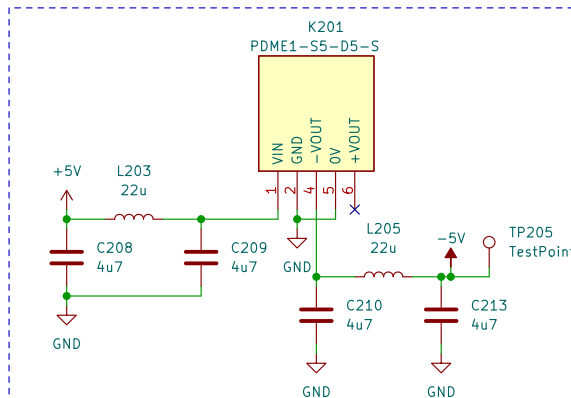 K201
PDME1-S5-D5-S
VIN
GND
-VOUT
0V
+VOUT
1
2
4
5
6
+5V
L203
22u
C208
4u7
C209
4u7
GND
GND
L205
22u
-5V
TP205
TestPoint
C210
4u7
C213
4u7
GND
GND